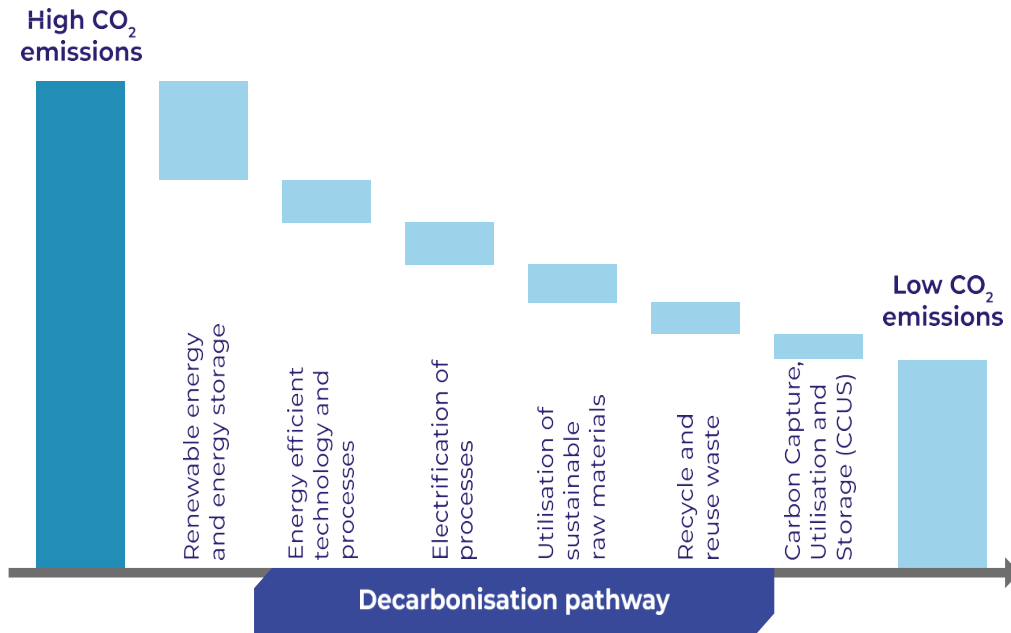 High CO₂
emissions
Renewable energy
and energy storage
Energy efficient
technology and
processes
Electrification of
processes
Utilisation of
sustainable
raw materials
Recycle and
reuse waste
Carbon Capture,
Utilisation and
Storage (CCUS)
Low CO₂
emissions
Decarbonisation pathway